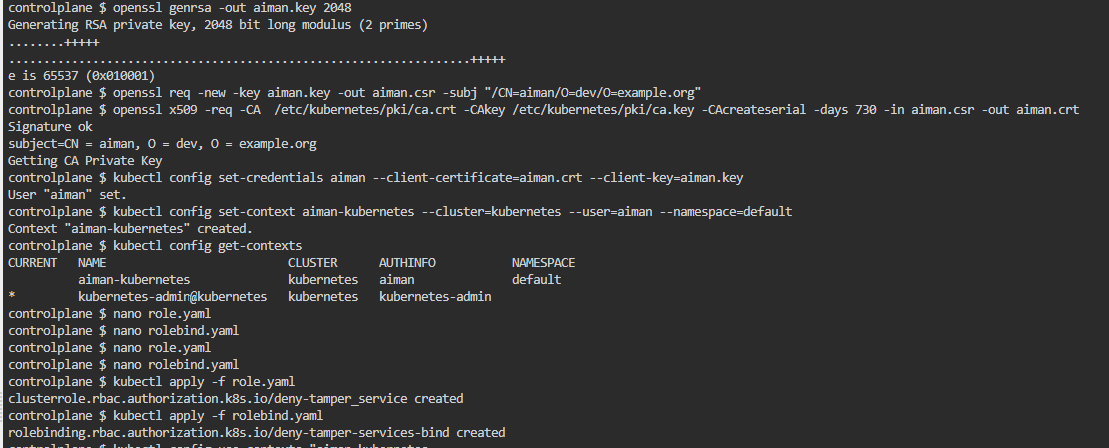 controlplane $ openssl genrsa -out aiman.key 2048
Generating RSA private key, 2048 bit long modulus (2 primes)
........+++++
.........................................................................+++++
e is 65537 (0x010001)
controlplane $ openssl req -new -key aiman.key -out aiman.csr -subj "/CN=aiman/O=dev/O=example.org"
controlplane $ openssl x509 -req -CA  /etc/kubernetes/pki/ca.crt -CAkey /etc/kubernetes/pki/ca.key -CAcreateserial -days 730 -in aiman.csr -out aiman.crt
Signature ok
subject=CN = aiman, O = dev, O = example.org
Getting CA Private Key
controlplane $ kubectl config set-credentials aiman --client-certificate=aiman.crt --client-key=aiman.key
User "aiman" set.
controlplane $ kubectl config set-context aiman-kubernetes --cluster=kubernetes --user=aiman --namespace=default
Context "aiman-kubernetes" created.
controlplane $ kubectl config get-contexts
CURRENT   NAME                          CLUSTER      AUTHINFO           NAMESPACE
          aiman-kubernetes              kubernetes   aiman              default
*         kubernetes-admin@kubernetes   kubernetes   kubernetes-admin
controlplane $ nano role.yaml
controlplane $ nano rolebind.yaml
controlplane $ nano role.yaml
controlplane $ nano rolebind.yaml
controlplane $ kubectl apply -f role.yaml
clusterrole.rbac.authorization.k8s.io/deny-tamper_service created
controlplane $ kubectl apply -f rolebind.yaml
rolebinding.rbac.authorization.k8s.io/deny-tamper-services-bind created